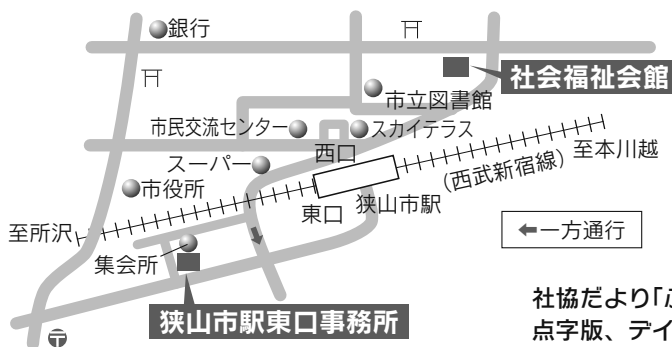 銀行
社会福祉会館
市立図書館
市民交流センター
スカイテラス
西口
スーパー
至本川越
(西武新宿線)
市役所
狭山市駅
東口
至所沢
←一方通行
集会所
狭山市駅東口事務所
社協だより「
点字版、デイ